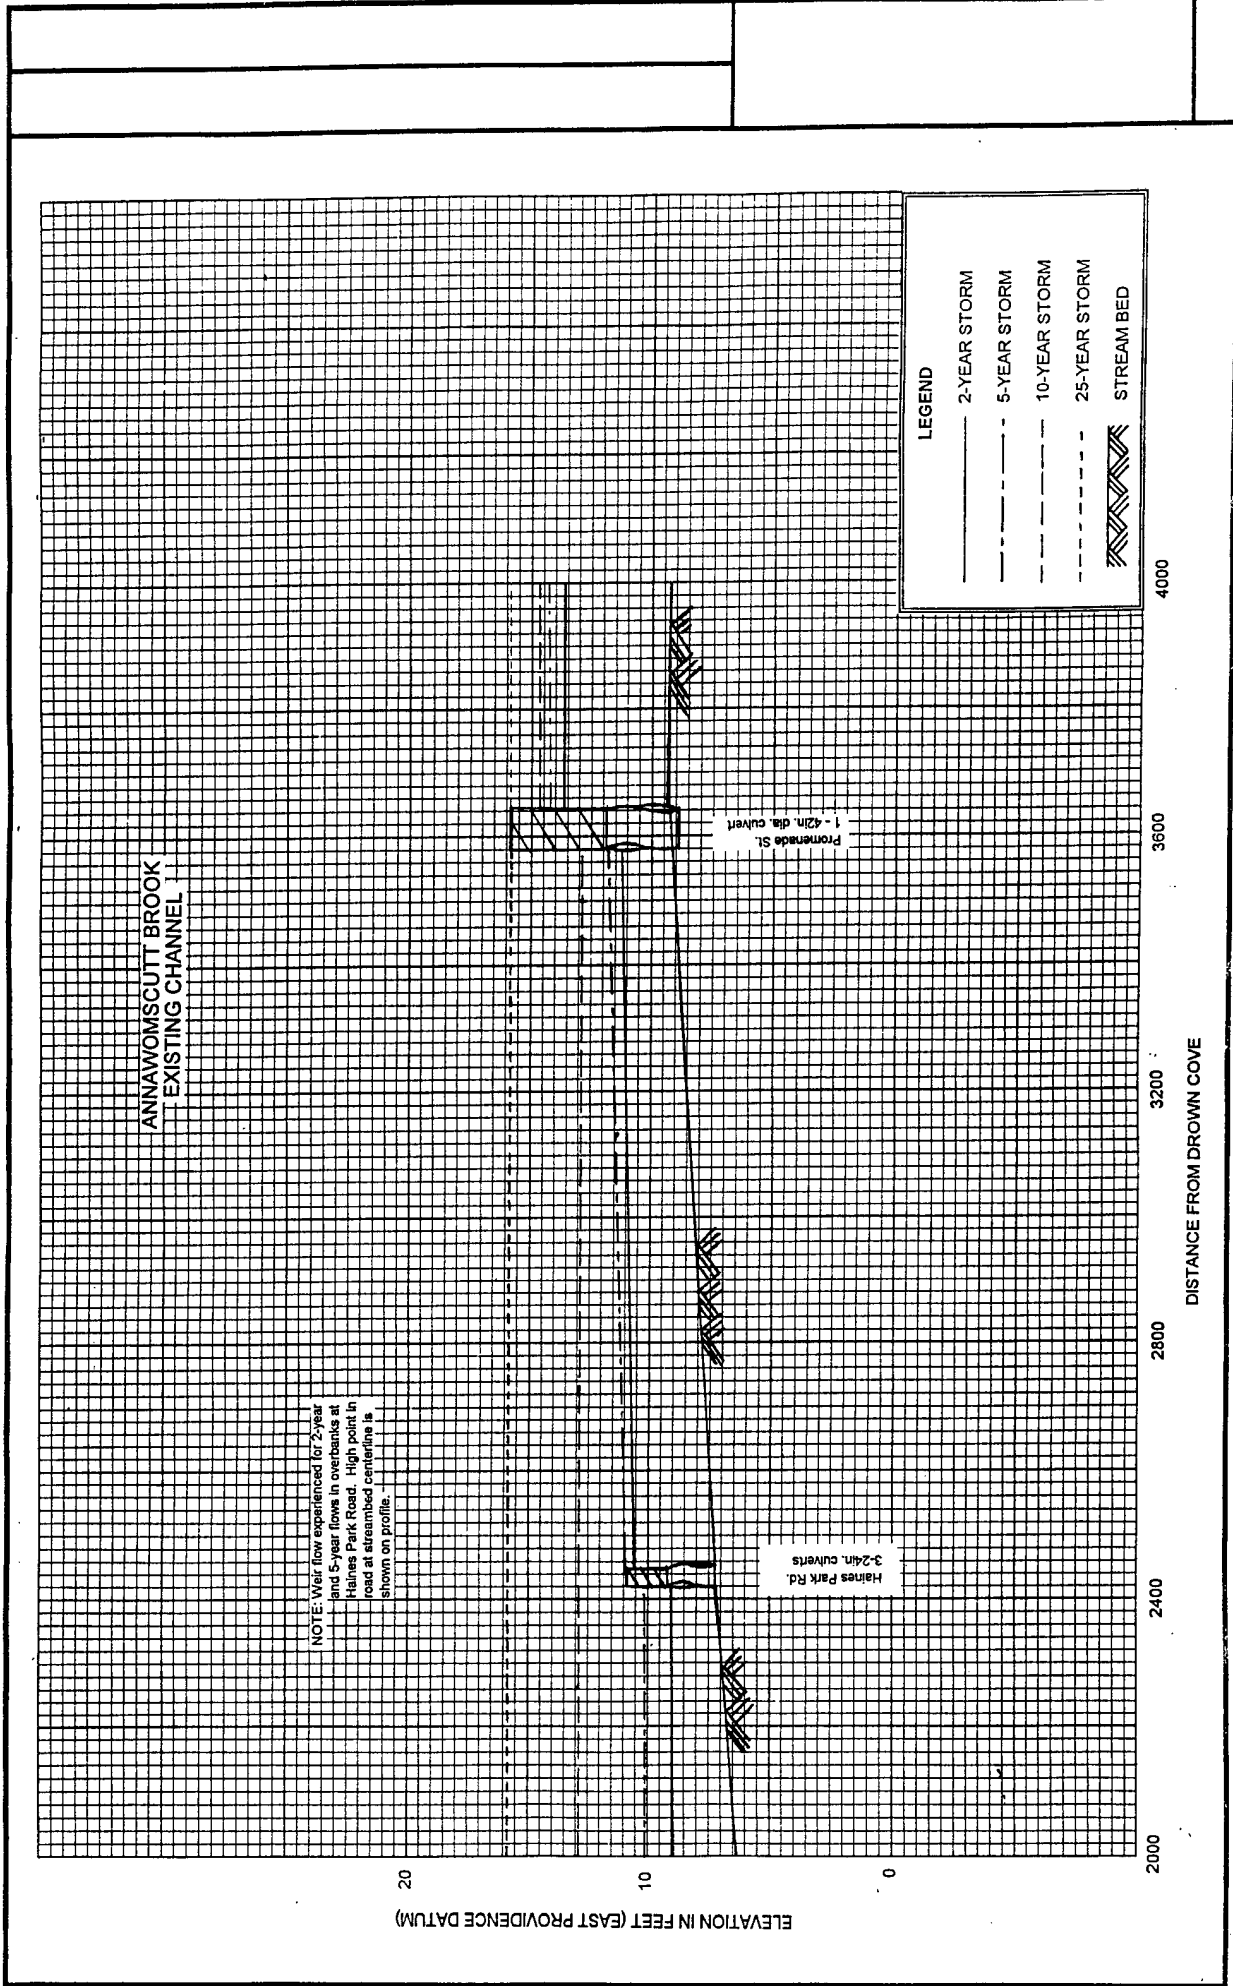 ANNAWOMSCUTT BROOK
EXISTING CHANNEL
NOTE: Weir flow experienced for 2-year
and 5-year flows in overbanks at
Haines Park Road. High point in
road at streambed centerline is
shown on profile.
ELEVATION IN FEET (EAST PROVIDENCE DATUM)
20
10
0
Haines Park Rd.
3-24in. culverts
Promenade St.
1 - 42in. dia. culvert
LEGEND
2-YEAR STORM
5-YEAR STORM
10-YEAR STORM
25-YEAR STORM
STREAM BED
2000
2400
2800
3200
3600
4000
DISTANCE FROM DROWN COVE